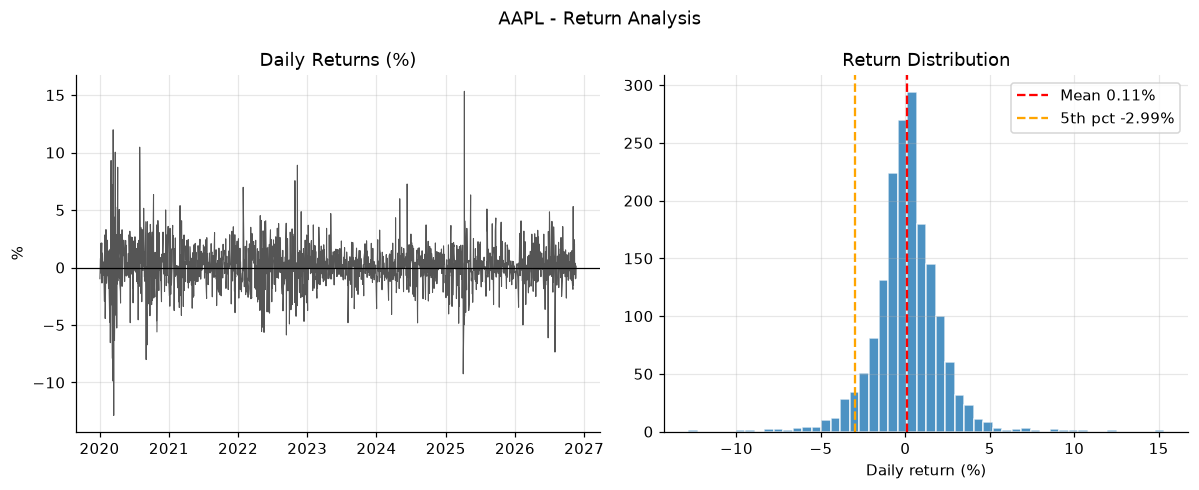 AAPL - Return Analysis
Daily Returns (%)
%
15
10
5
0
−5
−10
2020 2021 2022 2023 2024 2025 2026 2027
Return Distribution
Mean 0.11%
5th pct -2.99%
300
250
200
150
100
50
0
−10 −5 0 5 10 15
Daily return (%)